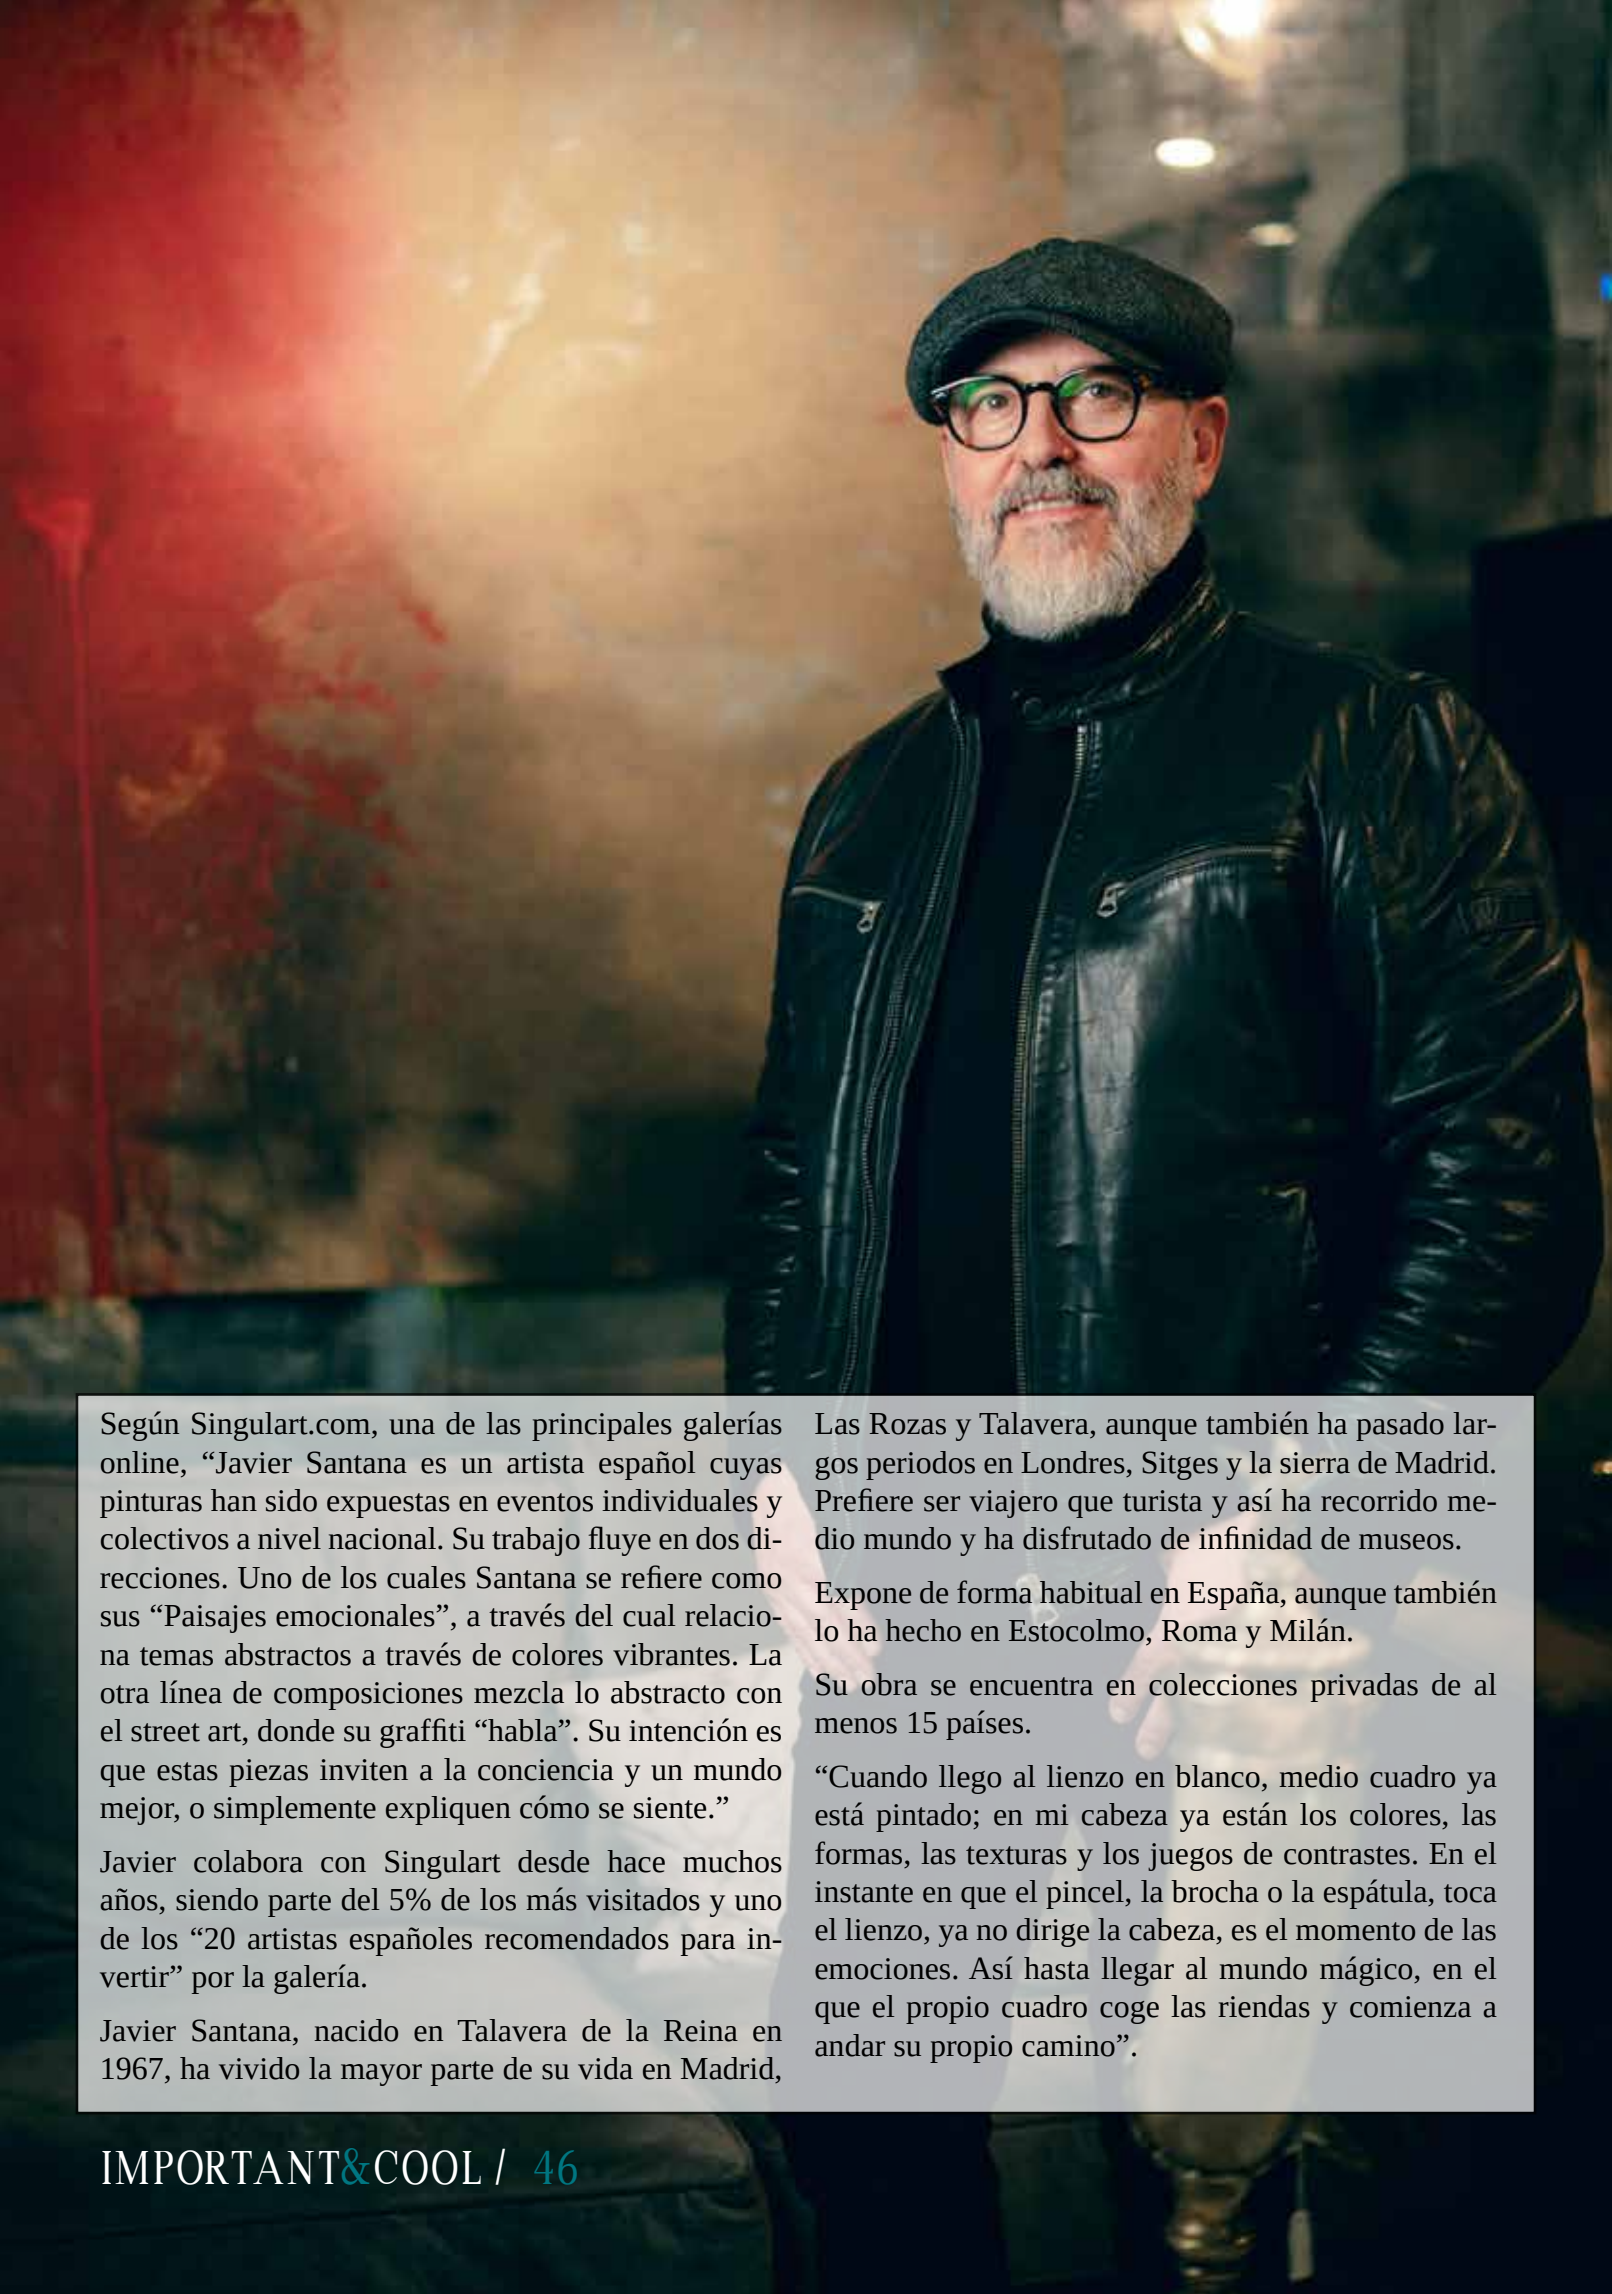 Según Singulart.com, una de las principales galerías
online, “Javier Santana es un artista español cuyas
pinturas han sido expuestas en eventos individuales y
colectivos a nivel nacional. Su trabajo fluye en dos di-
recciones. Uno de los cuales Santana se refiere como
sus “Paisajes emocionales”, a través del cual relacio-
na temas abstractos a través de colores vibrantes. La
otra línea de composiciones mezcla lo abstracto con
el street art, donde su graffiti “habla”. Su intención es
que estas piezas inviten a la conciencia y un mundo
mejor, o simplemente expliquen cómo se siente.”
Javier colabora con Singulart desde hace muchos
años, siendo parte del 5% de los más visitados y uno
de los “20 artistas españoles recomendados para in-
vertir” por la galería.
Javier Santana, nacido en Talavera de la Reina en
1967, ha vivido la mayor parte de su vida en Madrid,
Las Rozas y Talavera, aunque también ha pasado lar-
gos periodos en Londres, Sitges y la sierra de Madrid.
Prefiere ser viajero que turista y así ha recorrido me-
dio mundo y ha disfrutado de infinidad de museos.
Expone de forma habitual en España, aunque también
lo ha hecho en Estocolmo, Roma y Milán.
Su obra se encuentra en colecciones privadas de al
menos 15 países.
“Cuando llego al lienzo en blanco, medio cuadro ya
está pintado; en mi cabeza ya están los colores, las
formas, las texturas y los juegos de contrastes. En el
instante en que el pincel, la brocha o la espátula, toca
el lienzo, ya no dirige la cabeza, es el momento de las
emociones. Así hasta llegar al mundo mágico, en el
que el propio cuadro coge las riendas y comienza a
andar su propio camino”.
IMPORTANT&COOL / 46